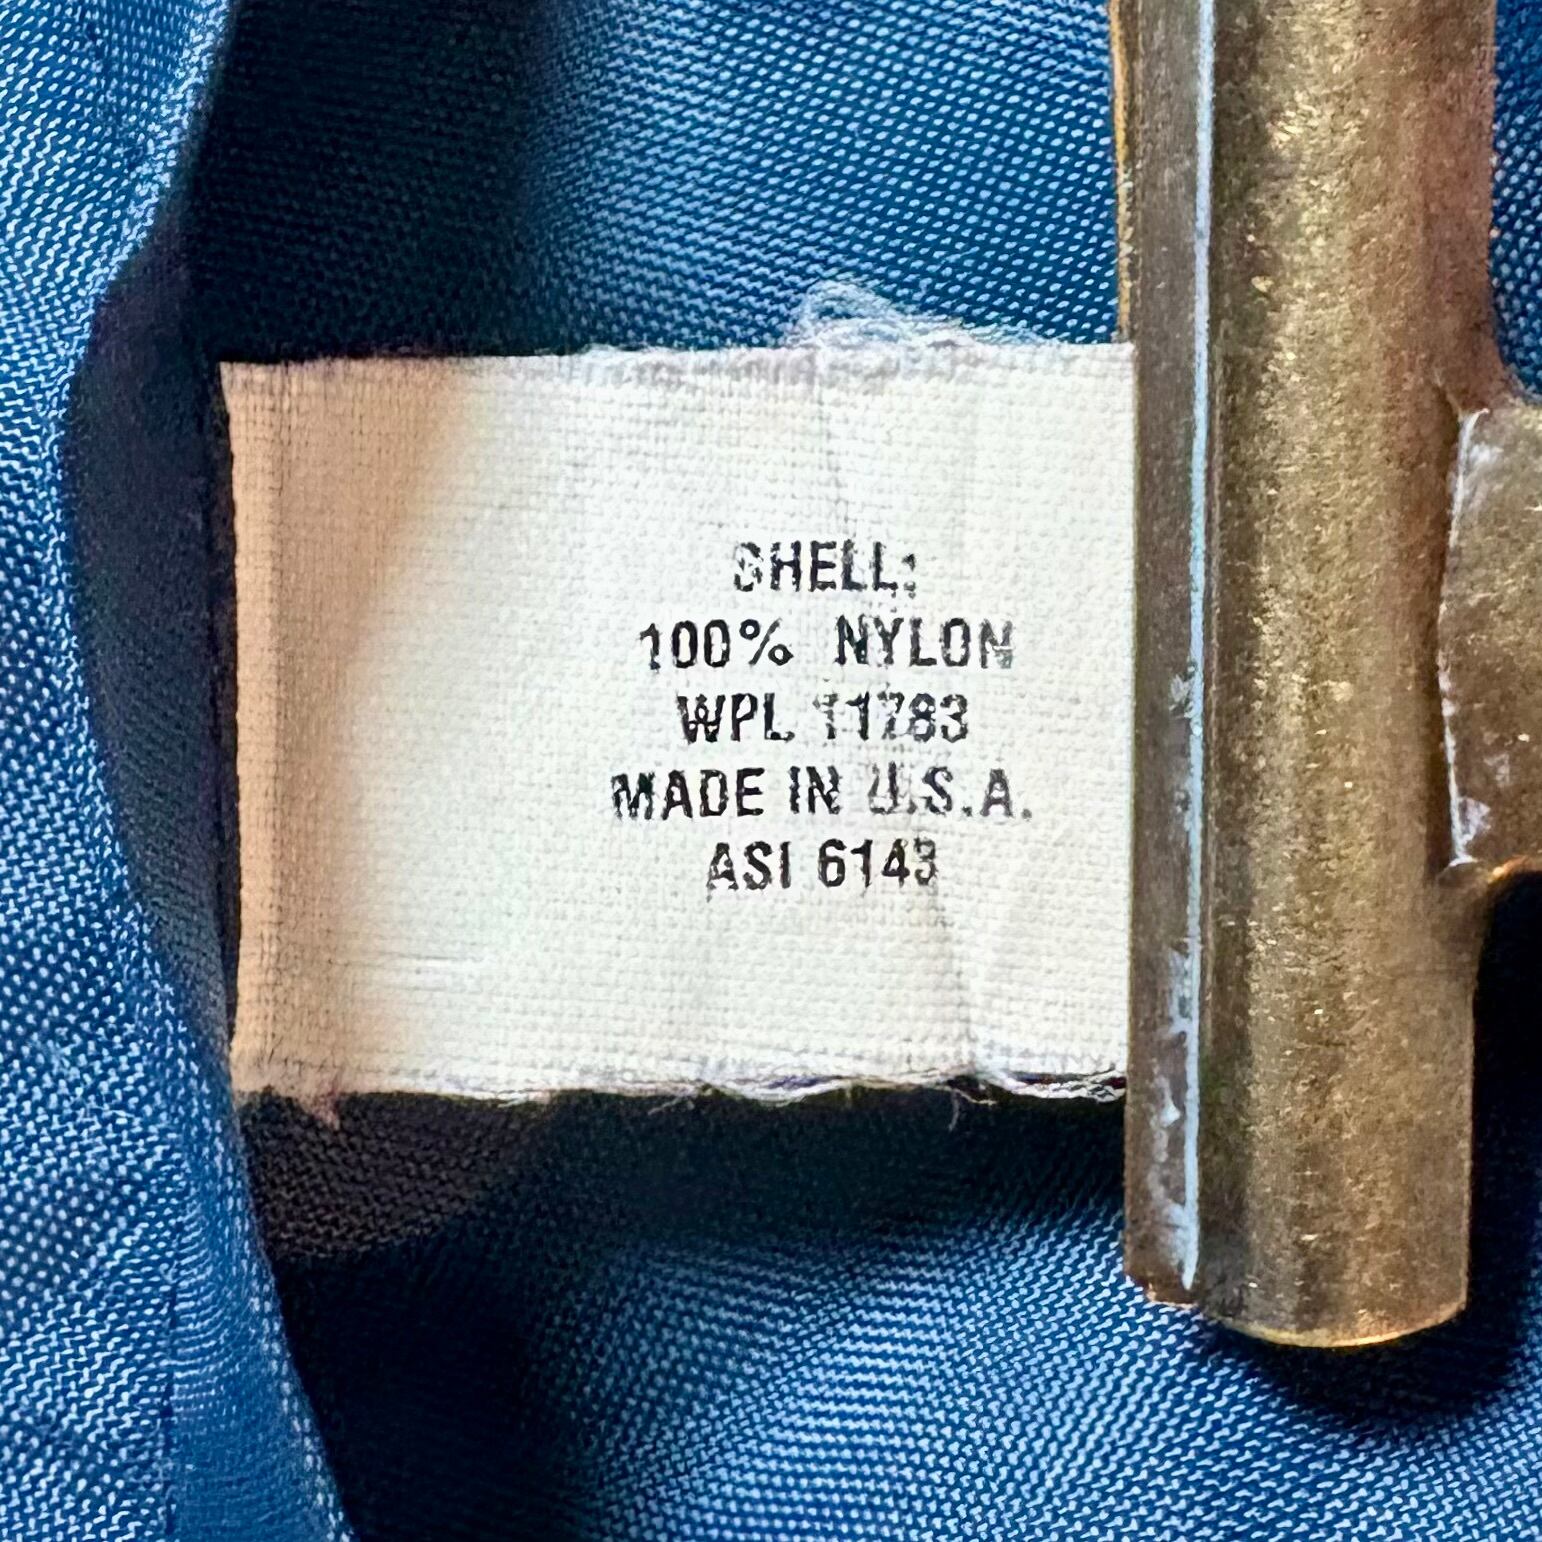 SHELL:
100% NYLON
WPL 11783
MADE IN U.S.A.
ASI 6143